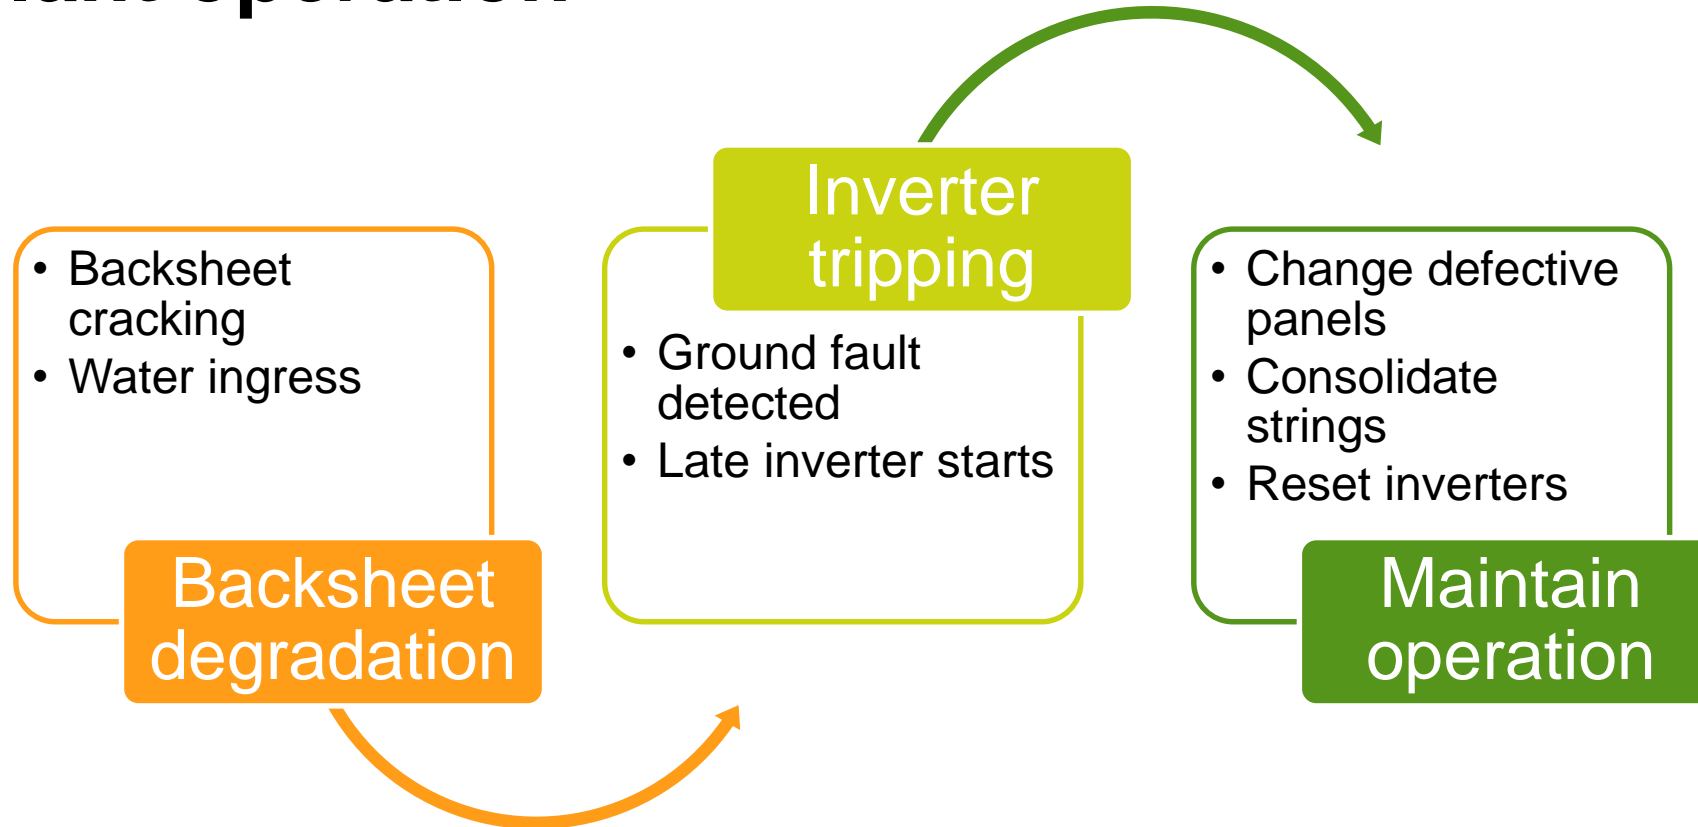 operation
• Backsheet
cracking
• Water ingress
Backsheet
degradation
Inverter
tripping
• Ground fault
detected
• Late inverter starts
• Change defective
panels
• Consolidate
strings
• Reset inverters
Maintain
operation